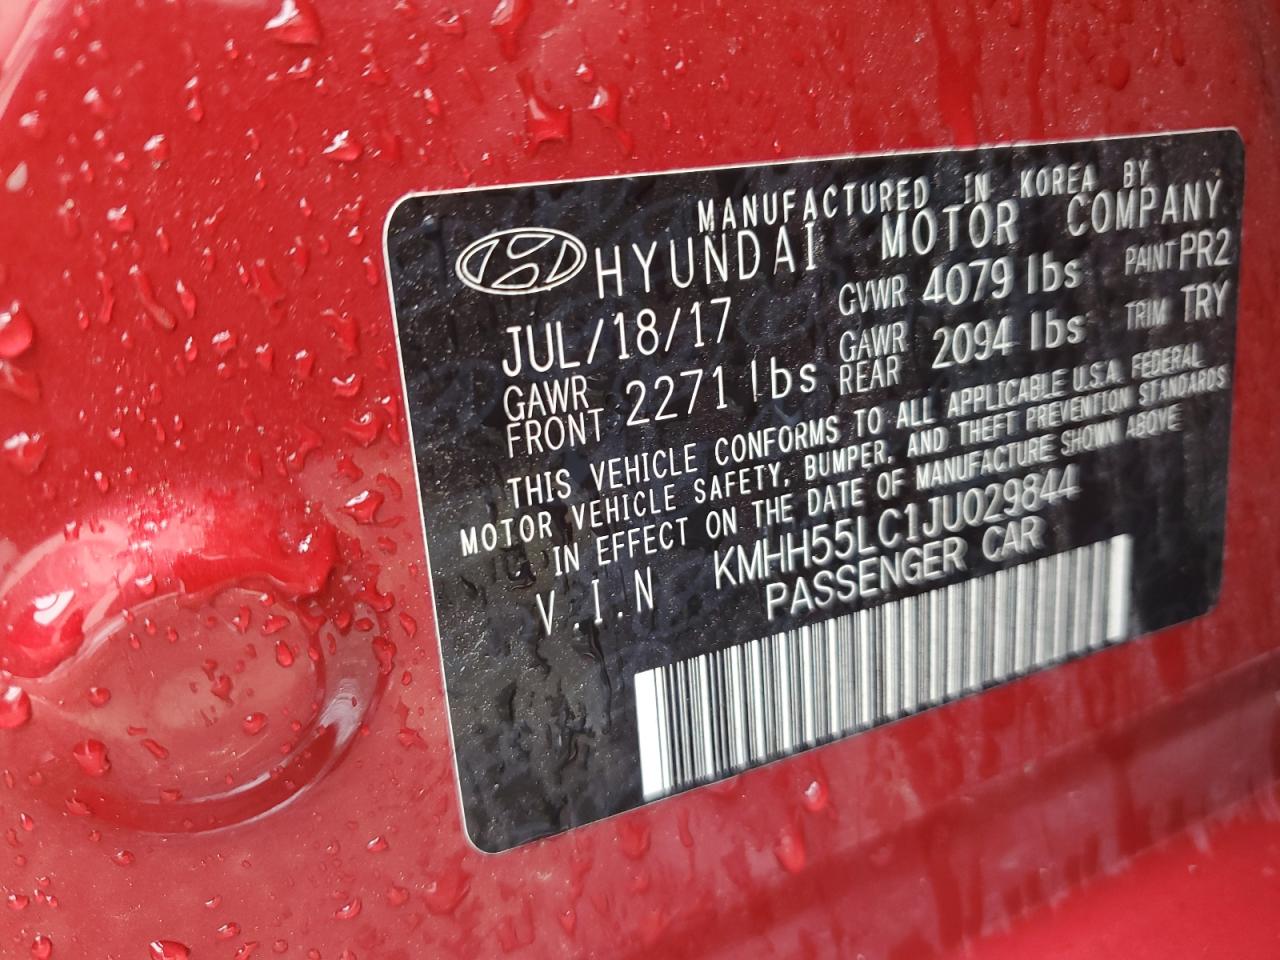 MANUFACTURED IN KOREA BY
HYUNDAI MOTOR COMPANY
JUL/18/17 GVWR 4079 lbs PAINT PR2
GAWR FRONT 2271 lbs GAWR REAR 2094 lbs TRIM TRY
THIS VEHICLE CONFORMS TO ALL APPLICABLE U.S.A. FEDERAL
MOTOR VEHICLE SAFETY, BUMPER, AND THEFT PREVENTION STANDARDS
IN EFFECT ON THE DATE OF MANUFACTURE SHOWN ABOVE
V.I.N KMHH55LC1JU029844
PASSENGER CAR